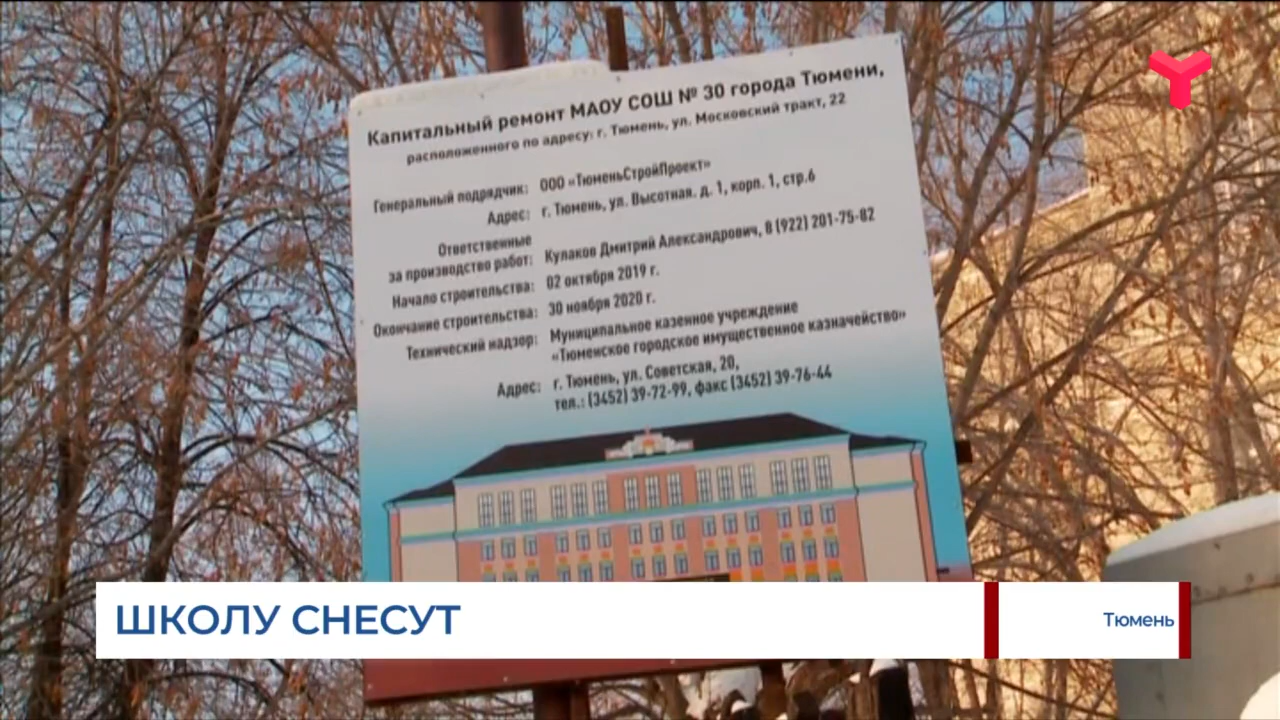 Капитальный ремонт МАОУ СОШ № 30 города Тюмени,
расположенного по адресу: г. Тюмень, ул. Московский тракт, 22
Генеральный подрядчик: ООО «ТюменьСтройПроект»
Адрес: г. Тюмень, ул. Высотная. д. 1, корп. 1, стр.6
Ответственные
за производство работ: Кулаков Дмитрий Александрович, 8 (922) 201-75-82
Начало строительства: 02 октября 2019 г.
Окончание строительства: 30 ноября 2020 г.
Технический надзор: Муниципальное казенное учреждение
«Тюменское городское имущественное казначейство»
Адрес: г. Тюмень, ул. Советская, 20,
тел.: (3452) 39-72-99, факс (3452) 39-76-44
ШКОЛУ СНЕСУТ
Тюмень